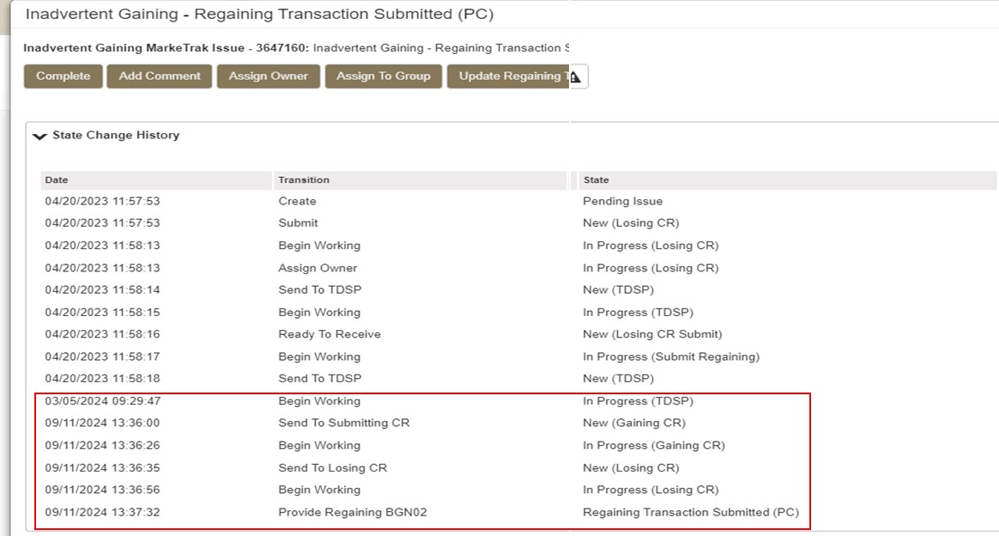 Inadvertent Gaining - Regaining Transaction Submitted (PC)
Inadvertent Gaining MarkeTrak Issue - 3647160: Inadvertent Gaining - Regaining Transaction
Complete Add Comment Assign Owner Assign To Group Update Regaining
State Change History
Date Transition State
04/20/2023 11:57:53 Create Pending Issue
04/20/2023 11:57:53 Submit New (Losing CR)
04/20/2023 11:58:13 Begin Working In Progress (Losing CR)
04/20/2023 11:58:13 Assign Owner In Progress (Losing CR)
04/20/2023 11:58:14 Send To TDSP New (TDSP)
04/20/2023 11:58:15 Begin Working In Progress (TDSP)
04/20/2023 11:58:16 Ready To Receive New (Losing CR Submit)
04/20/2023 11:58:17 Begin Working In Progress (Submit Regaining)
04/20/2023 11:58:18 Send To TDSP New (TDSP)
03/05/2024 09:29:47 Begin Working In Progress (TDSP)
09/11/2024 13:36:00 Send To Submitting CR New (Gaining CR)
09/11/2024 13:36:26 Begin Working In Progress (Gaining CR)
09/11/2024 13:36:35 Send To Losing CR New (Losing CR)
09/11/2024 13:36:56 Begin Working In Progress (Losing CR)
09/11/2024 13:37:32 Provide Regaining BGN02 Regaining Transaction Submitted (PC)